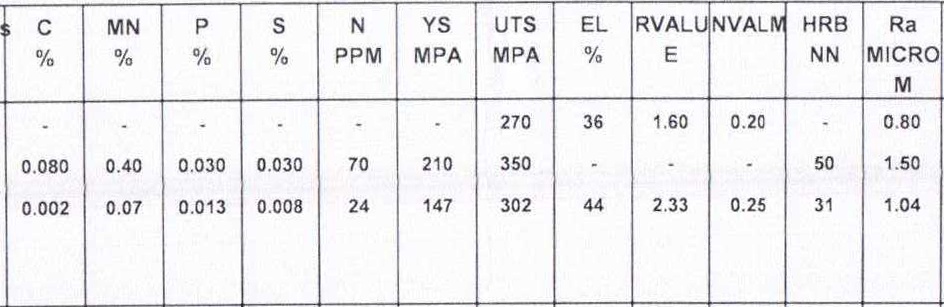 s C MN P S N YS UTS EL RVALU NVALM HRB Ra
% % % % PPM MPA MPA % E NN MICRO
M
- - - - - - 270 36 1.60 0.20 - 0.80
0.080 0.40 0.030 0.030 70 210 350 - - - 50 1.50
0.002 0.07 0.013 0.008 24 147 302 44 2.33 0.25 31 1.04